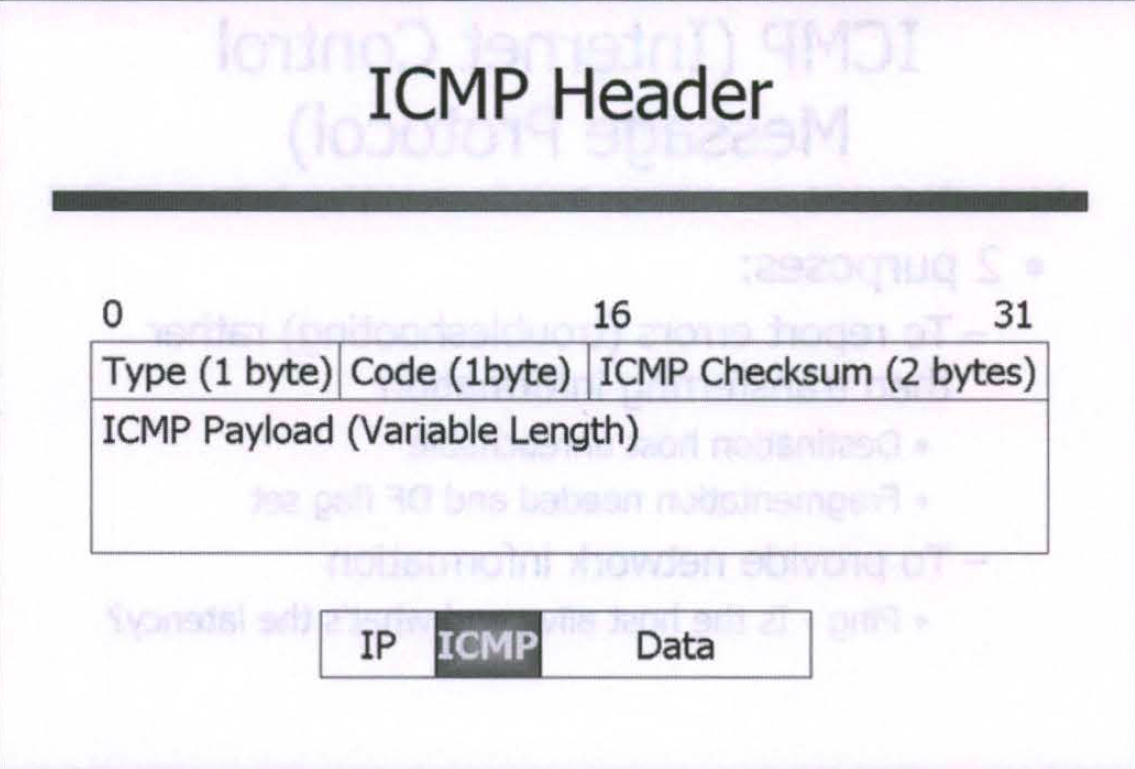 ICMP Header
0 16 31
Type (1 byte) Code (1byte) ICMP Checksum (2 bytes)
ICMP Payload (Variable Length)
IP ICMP Data